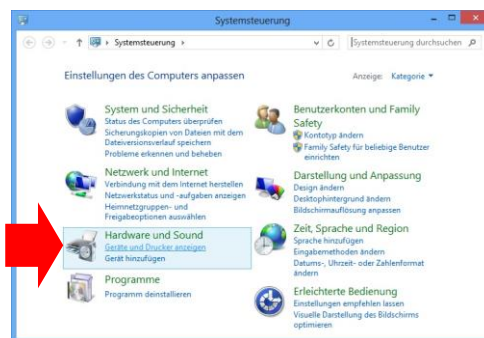 Systemsteuerung
Systemsteuerung
Systemsteuerung durchsuchen
Einstellungen des Computers anpassen
Anzeige: Kategorie
System und Sicherheit
Status des Computers überprüfen
Sicherungskopien von Dateien mit dem
Dateiversionsverlauf speichern
Probleme erkennen und beheben
Netzwerk und Internet
Verbindung mit dem Internet herstellen
Netzwerkstatus und -aufgaben anzeigen
Heimnetzgruppen- und
Freigabeoptionen auswählen
Hardware und Sound
Geräte und Drucker anzeigen
Gerät hinzufügen
Programme
Programm deinstallieren
Benutzerkonten und Family
Safety
Kontotyp ändern
Family Safety für beliebige Benutzer
einrichten
Darstellung und Anpassung
Design ändern
Desktophintergrund ändern
Bildschirmauflösung anpassen
Zeit, Sprache und Region
Sprache hinzufügen
Eingabemethoden ändern
Datums-, Uhrzeit- oder Zahlenformat
ändern
Erleichterte Bedienung
Einstellungen empfehlen lassen
Visuelle Darstellung des Bildschirms
optimieren